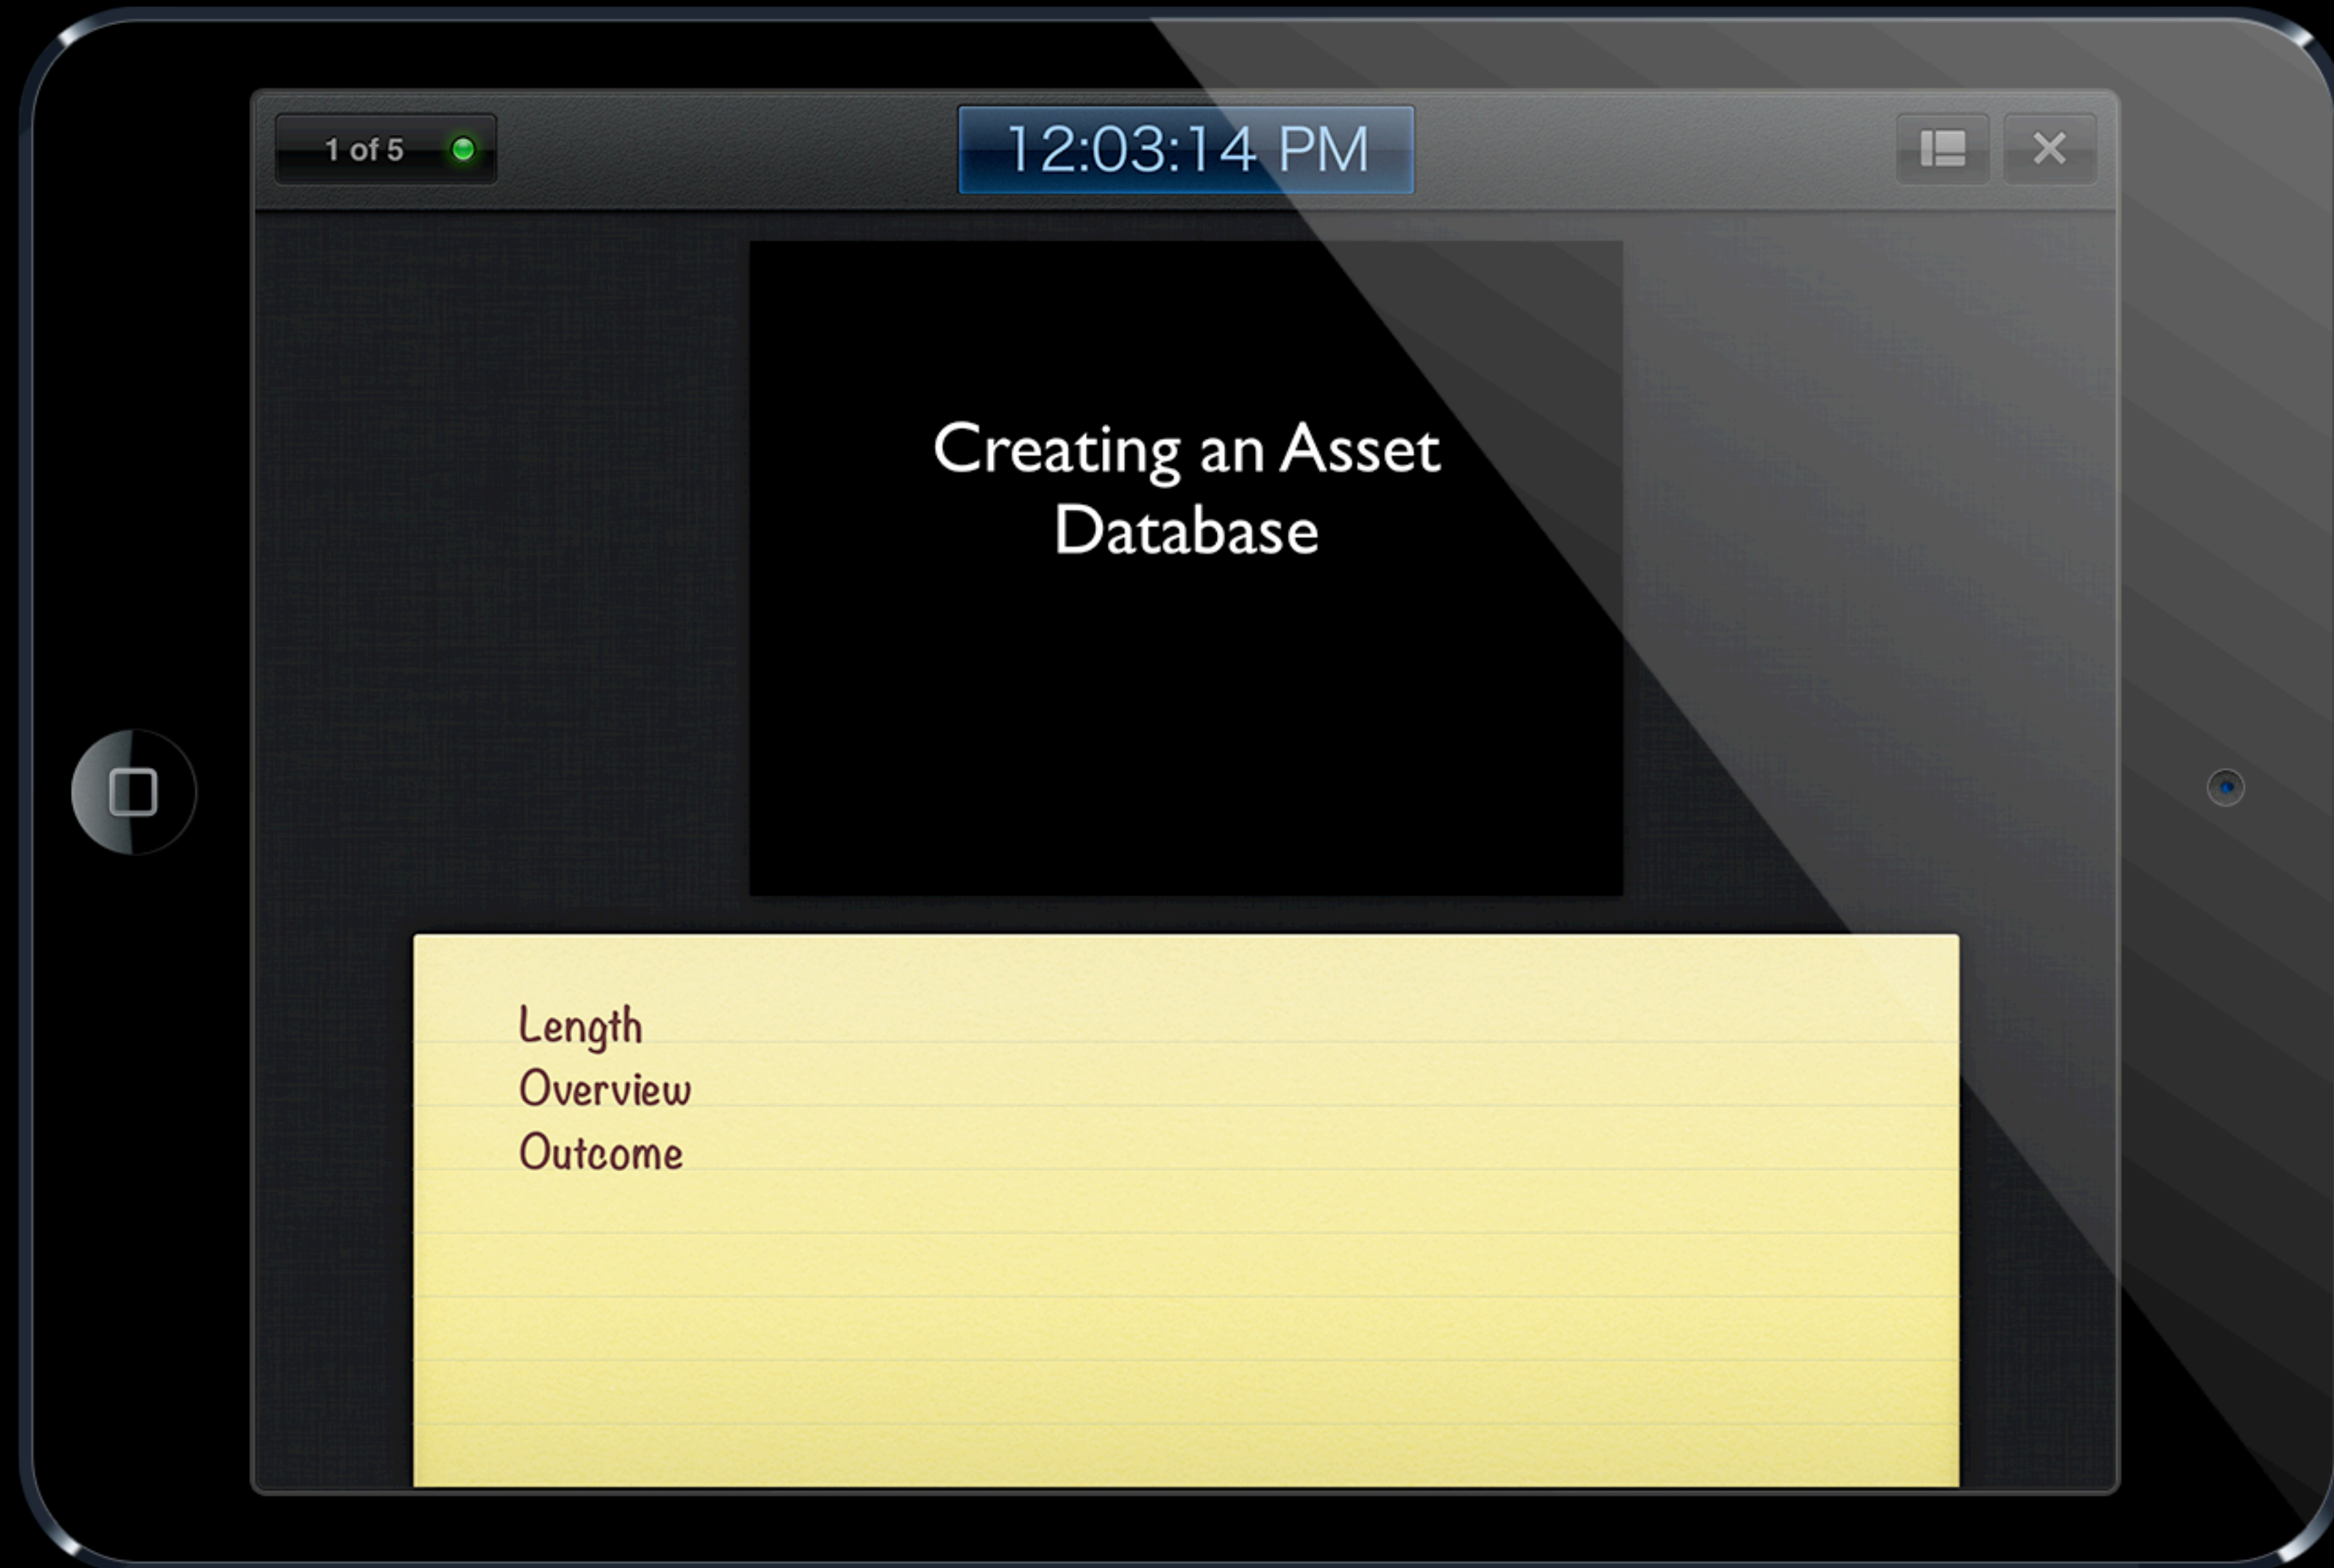 1 of 5
12:03:14 PM
Creating an Asset
Database
Length
Overview
Outcome